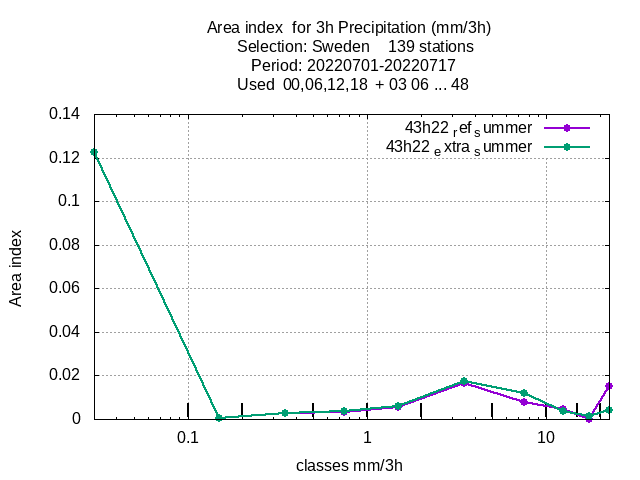 Area index  for 3h Precipitation (mm/3h)
Selection: Sweden    139 stations
Period: 20220701-20220717
Used  00,06,12,18  + 03 06 ... 48
0.14
43h22 ref summer
0.12
43h22 extra summer
0.1
0.08
Area index
0.06
0.04
0.02
0
0.1
1
10
classes mm/3h